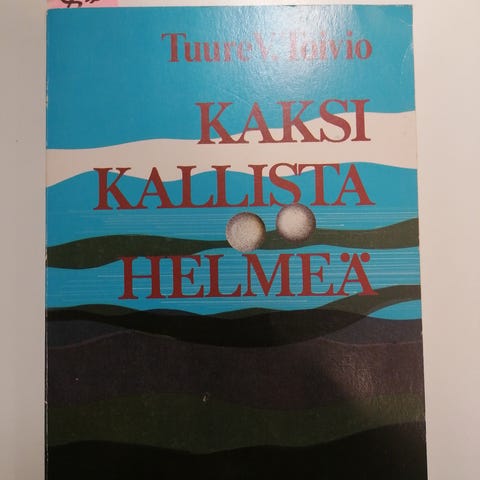 Tuure V. Toivio
KAKSI
KALLISTA
HELMEÄ